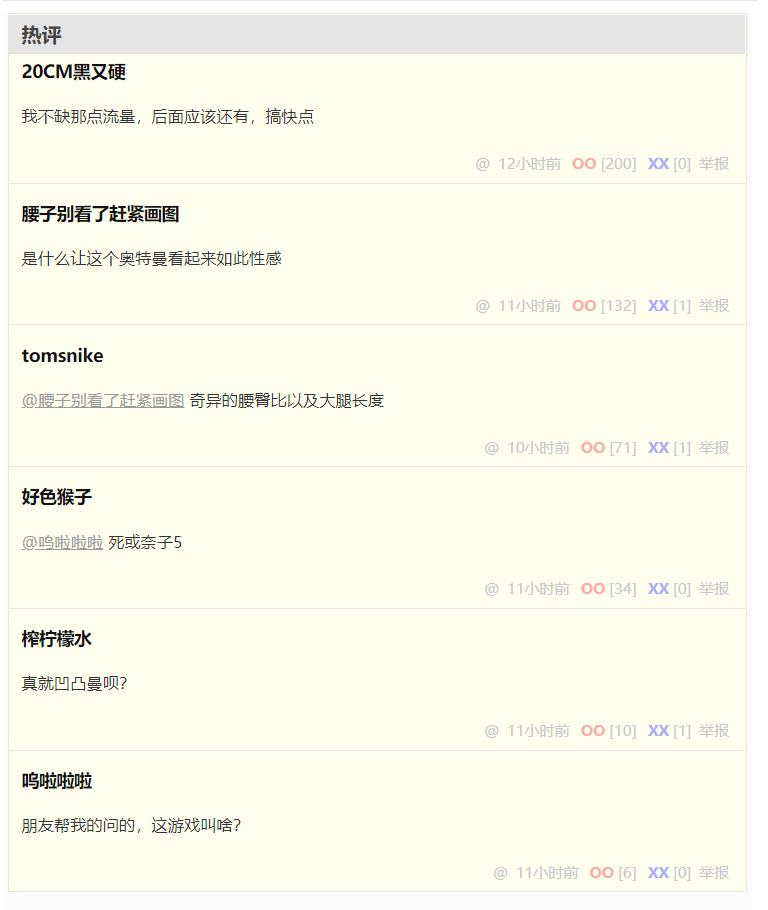 热评
20CM黑又硬
我不缺那点流量，后面应该还有，搞快点
@ 12小时前 OO [200] XX [0] 举报
腰子别看了赶紧画图
是什么让这个奥特曼看起来如此性感
@ 11小时前 OO [132] XX [1] 举报
tomsnike
@腰子别看了赶紧画图 奇异的腰臀比以及大腿长度
@ 10小时前 OO [71] XX [1] 举报
好色猴子
@呜啦啦啦 死或奈子5
@ 11小时前 OO [34] XX [0] 举报
榨柠檬水
真就凹凸曼呗?
@ 11小时前 OO [10] XX [1] 举报
呜啦啦啦
朋友帮我的问的，这游戏叫啥?
@ 11小时前 OO [6] XX [0] 举报